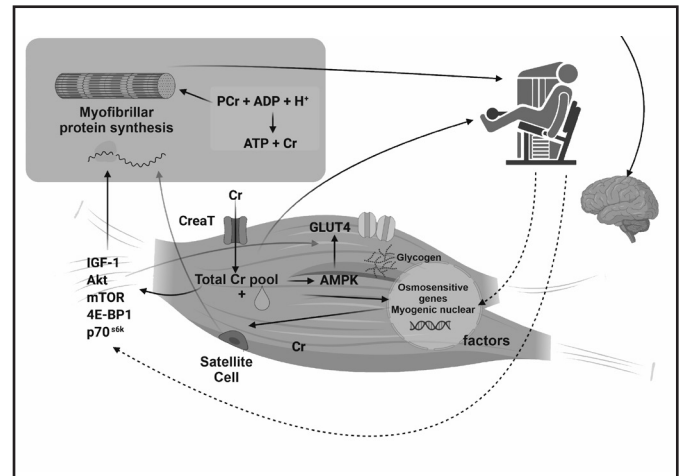 PCr + ADP + H⁺
Myofibrillar
protein synthesis
ATP + Cr
Cr
CreaT
GLUT4
Glycogen
IGF-1
Akt
mTOR
4E-BP1
p70ˢ⁶ᵏ
Total Cr pool
+
AMPK
Osmosensitive
genes
Myogenic nuclear
factors
Cr
Satellite
Cell